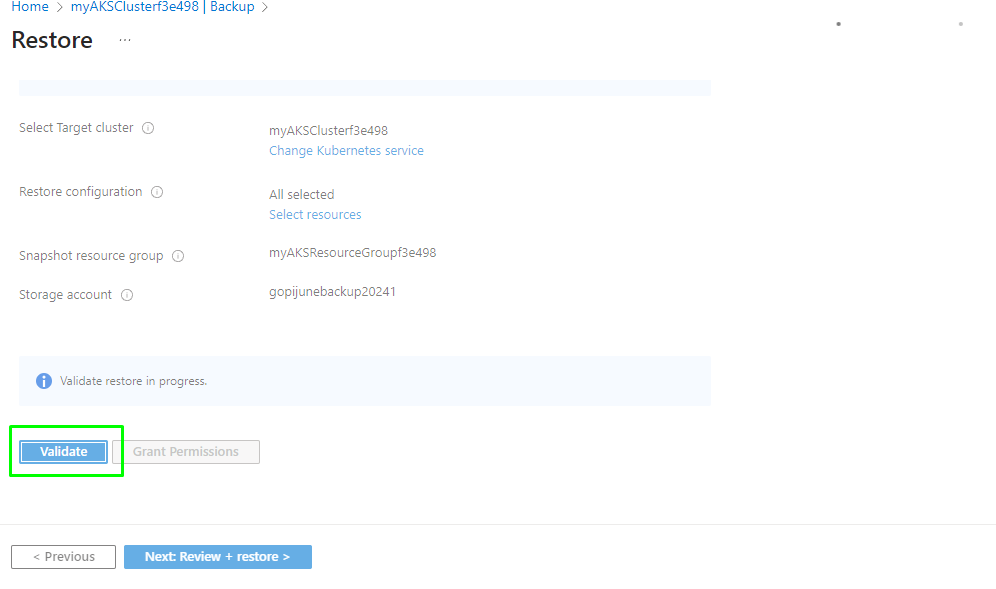 Home > myAKSClusterf3e498 | Backup >
Restore ...
Select Target cluster
myAKSClusterf3e498
Change Kubernetes service
Restore configuration
All selected
Select resources
Snapshot resource group
myAKSResourceGroupf3e498
Storage account
gopijunebackup20241
Validate restore in progress.
Validate
Grant Permissions
< Previous
Next: Review + restore >